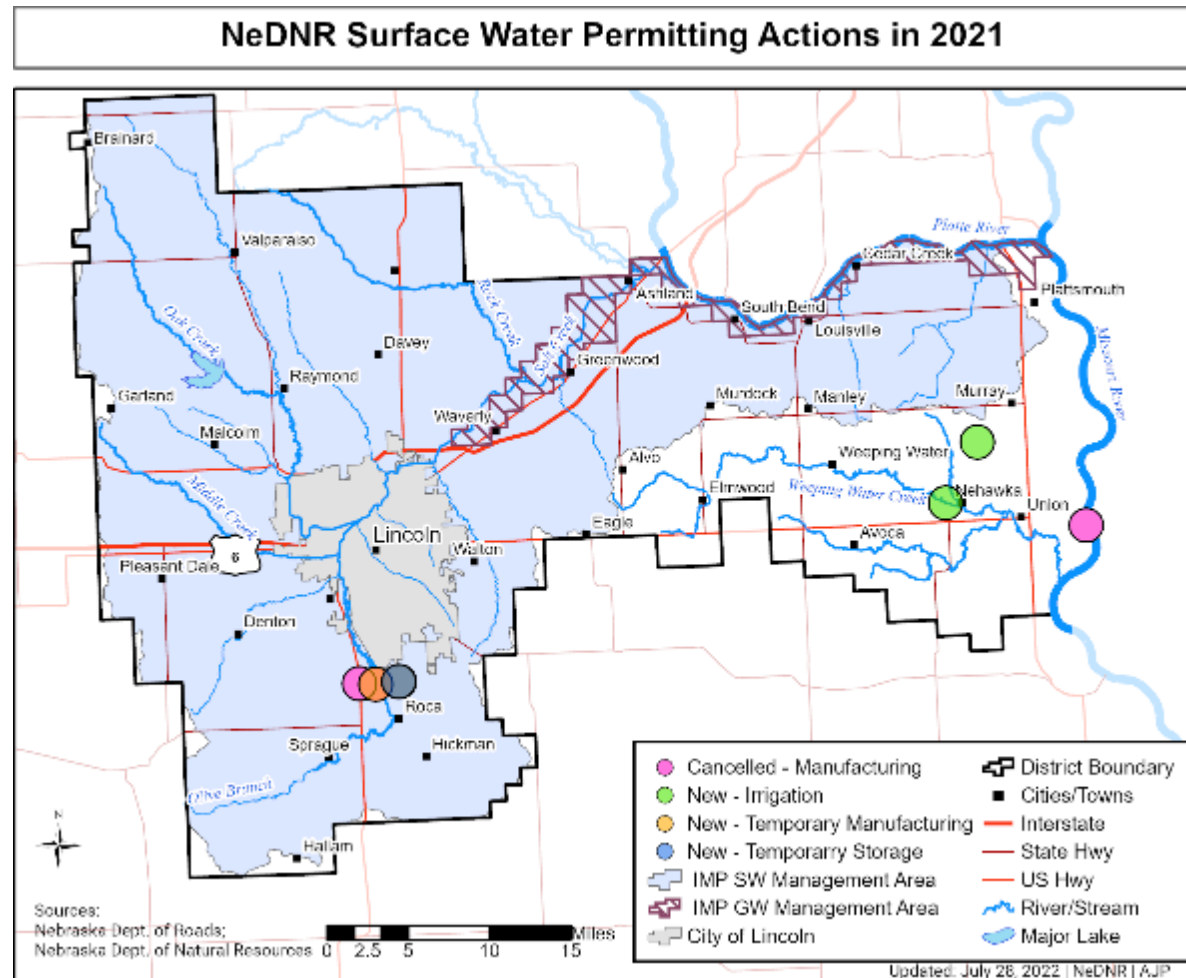 NeDNR Surface Water Permitting Actions in 2021
Brainard
Valparaiso
Platte River
Cedar Creek
Ashland
Plattsmouth
South Bend
Louisville
Oak Creek
Rock Creek
Salt Creek
Davey
Greenwood
Missouri River
Raymond
Garland
Murdock
Manley
Murray
Waverly
Malcolm
Alvo
Weeping Water
Middle Creek
Elmwood
Weeping Water Creek
Nehawka
Union
Lincoln
Eagle
6
Walton
Avoca
Pleasant Dale
Denton
Roca
Sprague
Hickman
Olive Branch
Hallam
N
Cancelled - Manufacturing
New - Irrigation
New - Temporary Manufacturing
New - Temporarry Storage
IMP SW Management Area
IMP GW Management Area
City of Lincoln
District Boundary
Cities/Towns
Interstate
State Hwy
US Hwy
River/Stream
Major Lake
Sources:
Nebraska Dept. of Roads;
Nebraska Dept. of Natural Resources
0 2.5 5 10 15 Miles
Updated: July 28, 2022 | NeDNR | AJP